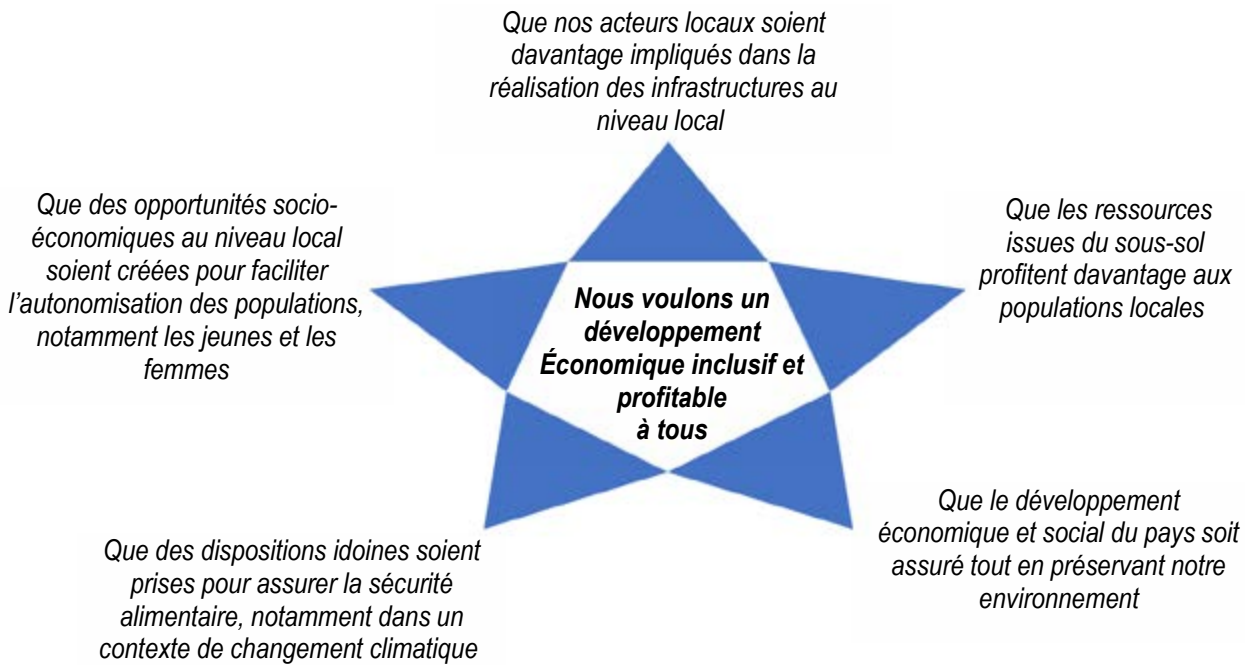 Que nos acteurs locaux soient
davantage impliqués dans la
réalisation des infrastructures au
niveau local
Que des opportunités socio-
économiques au niveau local
soient créées pour faciliter
l'autonomisation des populations,
notamment les jeunes et les
femmes
Que les ressources
issues du sous-sol
profitent davantage aux
populations locales
Nous voulons un
développement
Économique inclusif et
profitable
à tous
Que des dispositions idoines soient
prises pour assurer la sécurité
alimentaire, notamment dans un
contexte de changement climatique
Que le développement
économique et social du pays soit
assuré tout en préservant notre
environnement